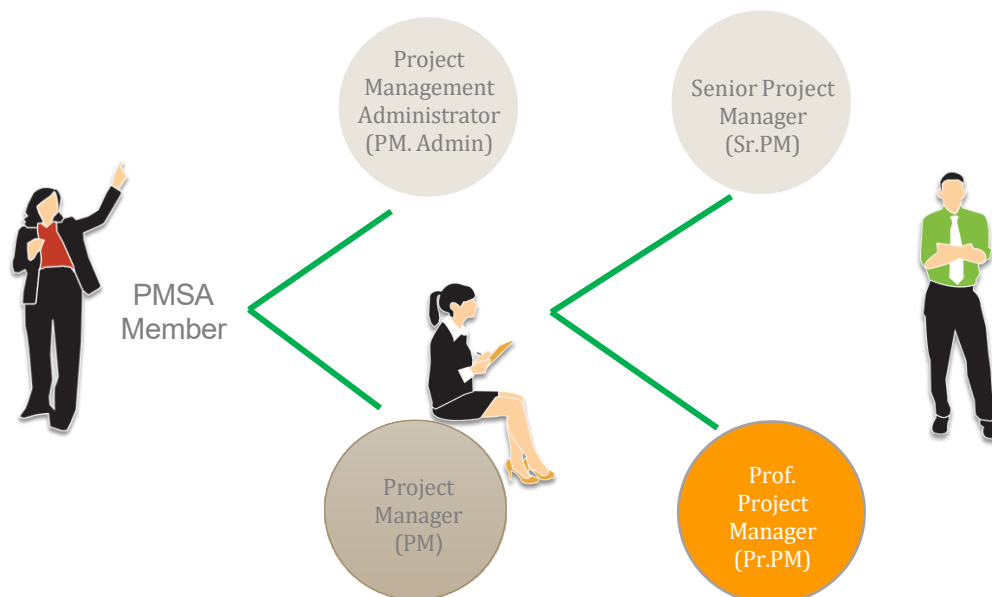 Project
Management
Administrator
(PM. Admin)
Senior Project
Manager
(Sr.PM)
PMSA
Member
Project
Manager
(PM)
Prof.
Project
Manager
(Pr.PM)